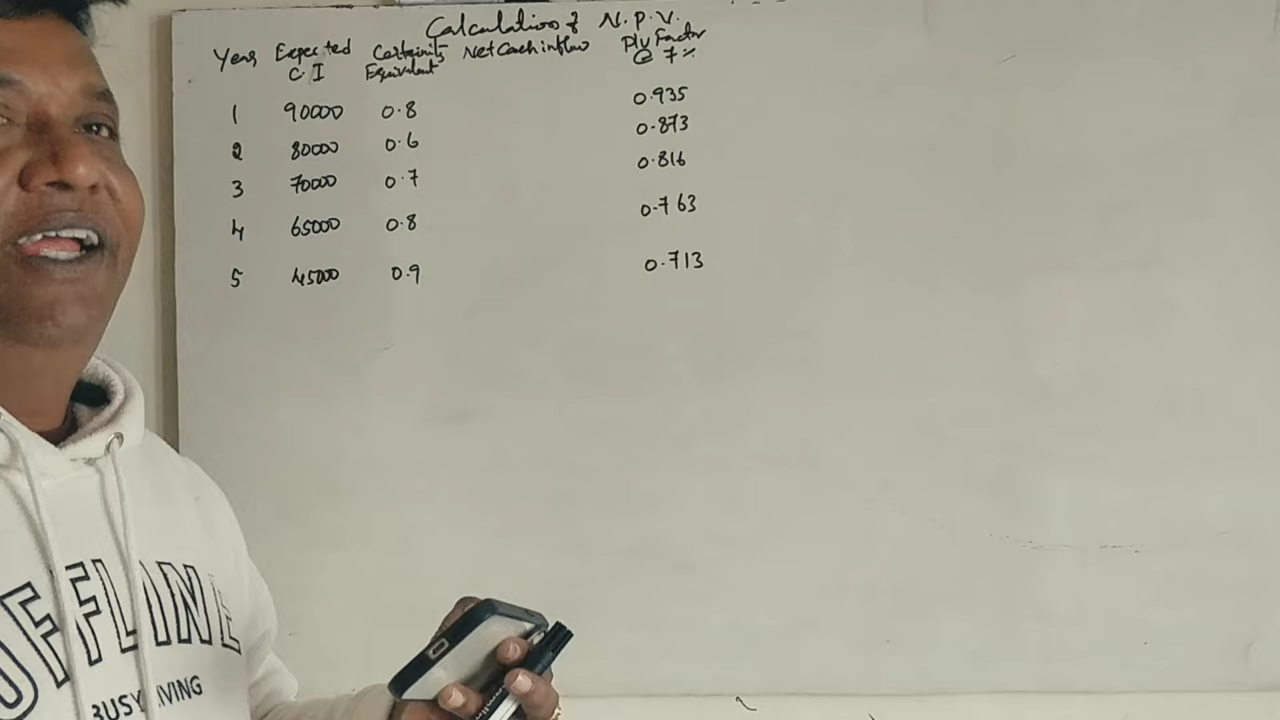 Calculation of N.P.V.
Year Expected C.I Certainity Equivalent Net Cash inflow P/v Factor @ 7%
1 90000 0.8 0.935
2 80000 0.6 0.873
3 70000 0.7 0.816
4 65000 0.8 0.763
5 45000 0.9 0.713
OFFLINE
BUSY LIVING